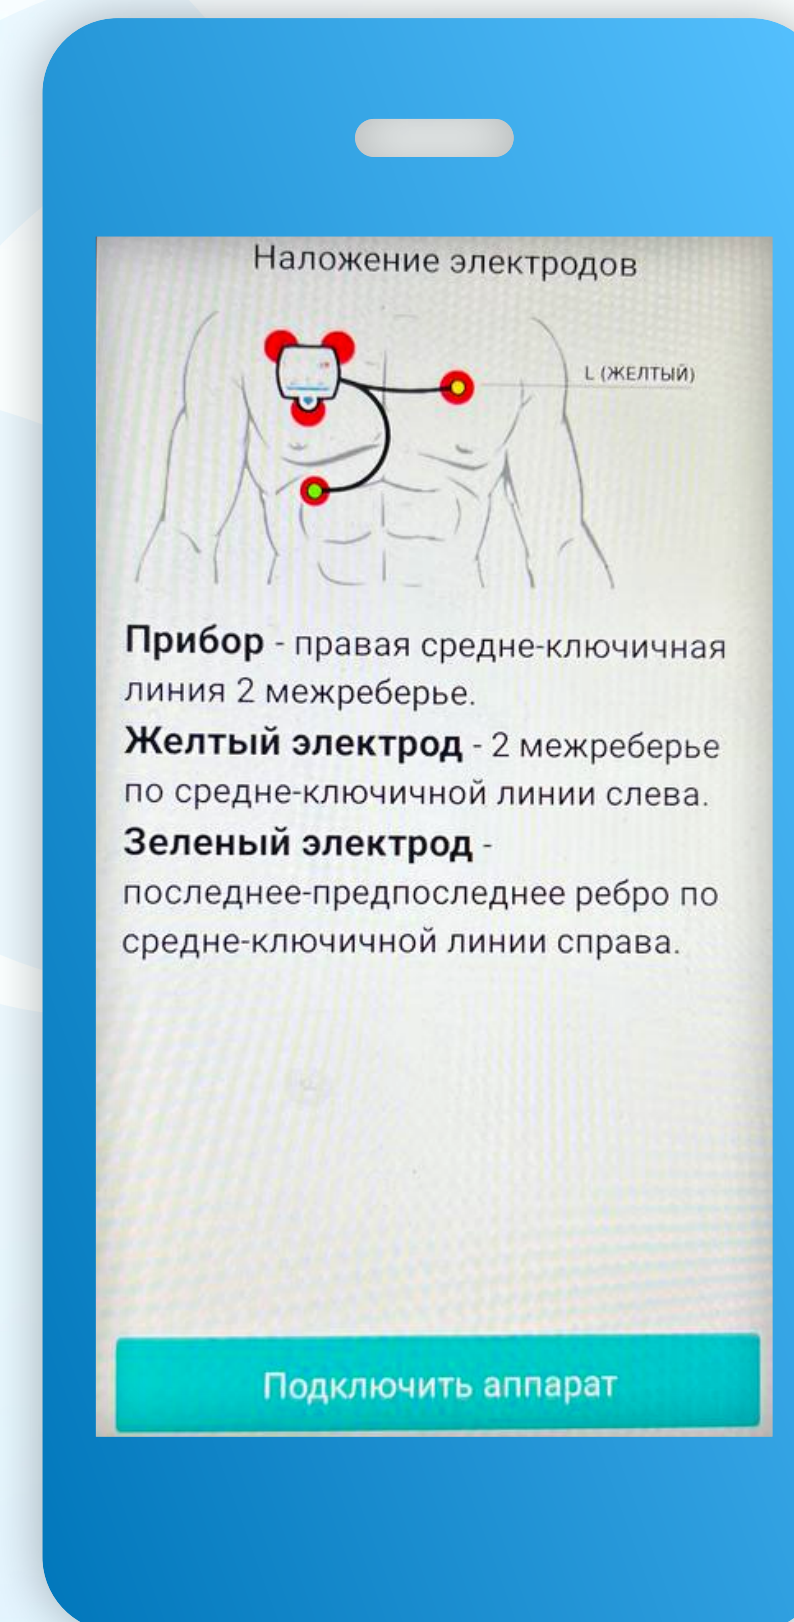 Наложение электродов
L (ЖЕЛТЫЙ)
Прибор - правая средне-ключичная
линия 2 межреберье.
Желтый электрод - 2 межреберье
по средне-ключичной линии слева.
Зеленый электрод -
последнее-предпоследнее ребро по
средне-ключичной линии справа.
Подключить аппарат